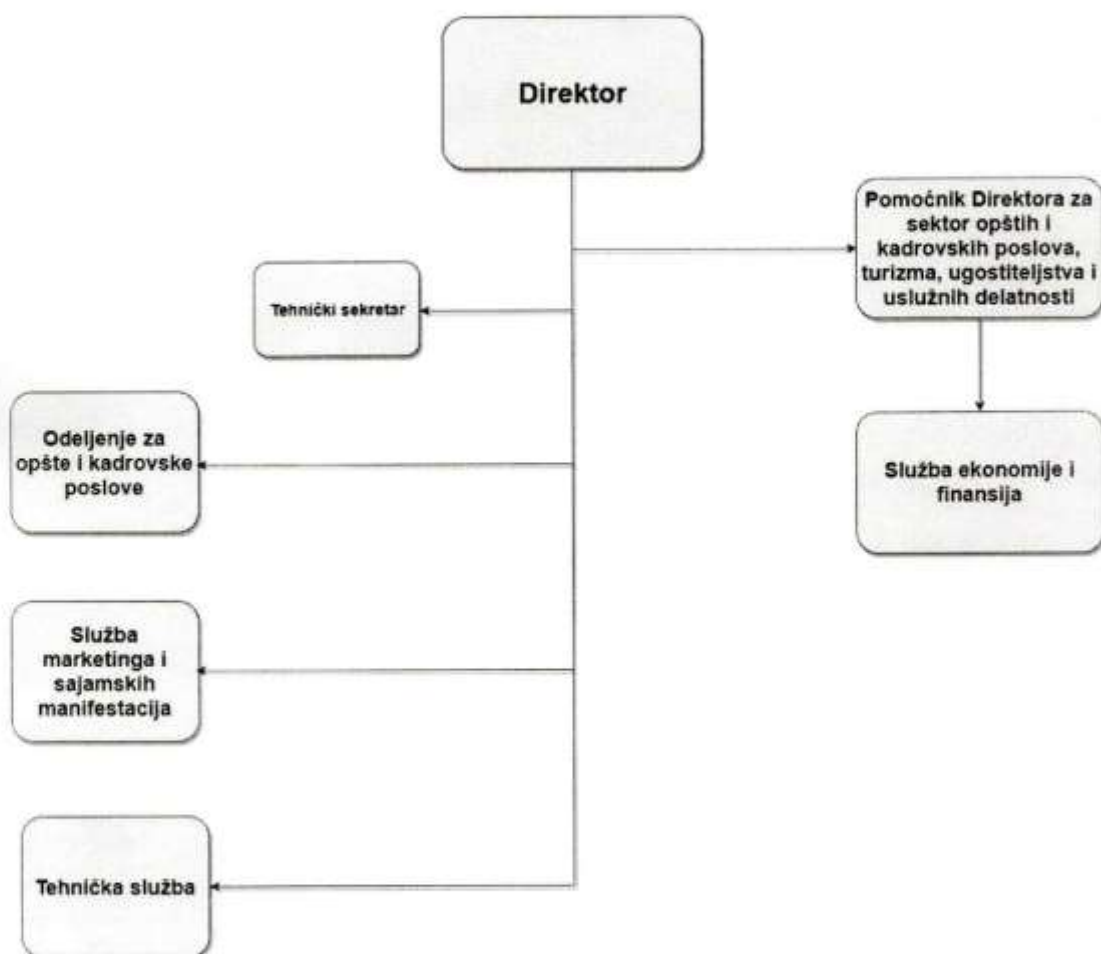 Direktor
Pomoćnik Direktora za
sektor opštih i
kadrovskih poslova,
turizma, ugostiteljstva i
uslužnih delatnosti
Tehnički sekretar
Odeljenje za
opšte i kadrovske
poslove
Služba ekonomije i
finansija
Služba
marketinga i
sajamskih
manifestacija
Tehnička služba